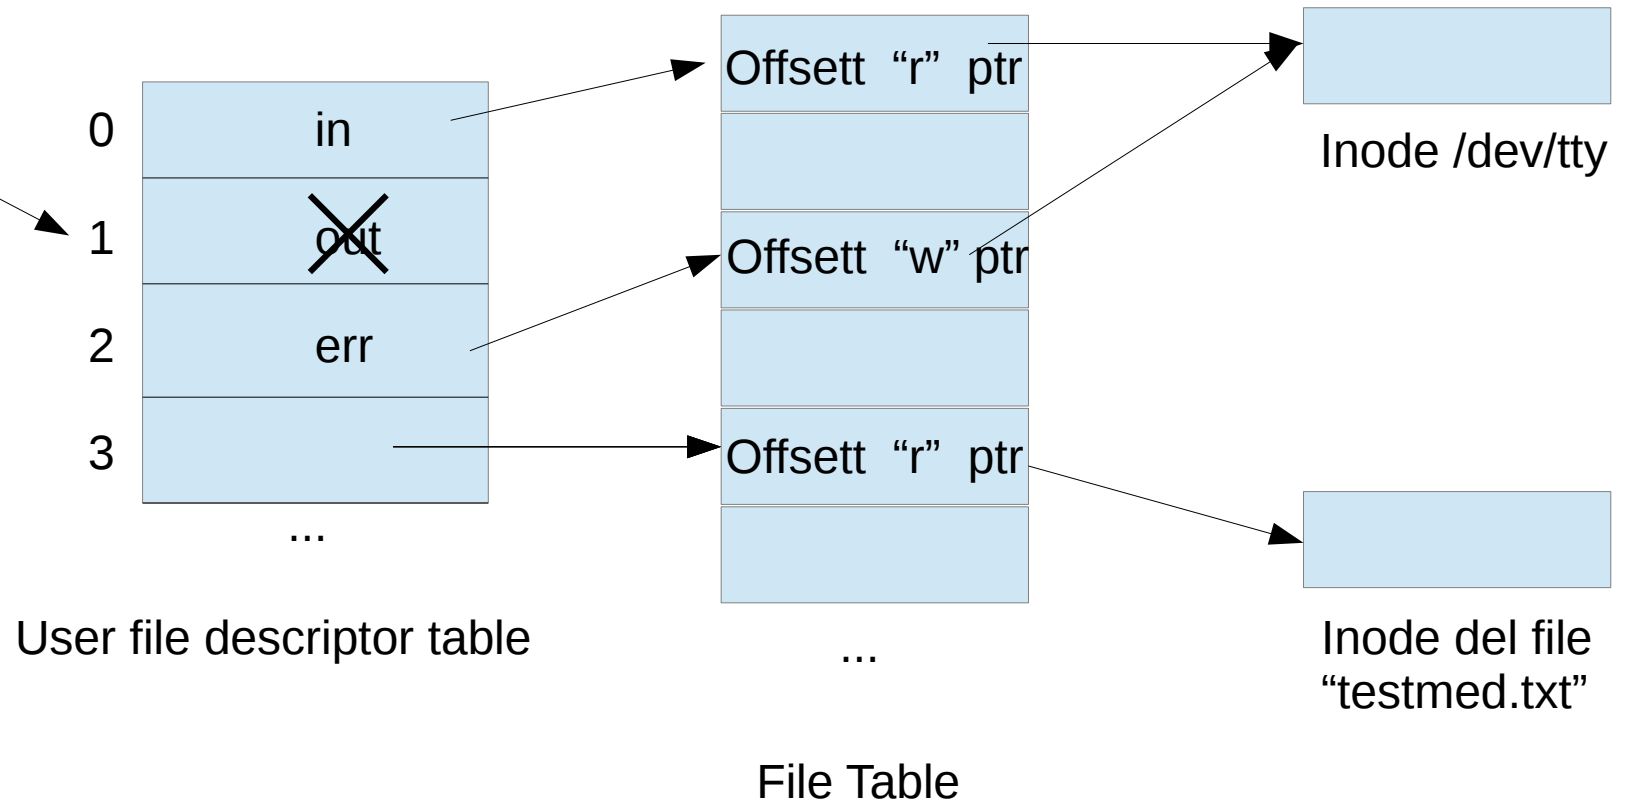 0
in
1
out
2
err
3
...
User file descriptor table
Offsett “r” ptr
Offsett “w” ptr
Offsett “r” ptr
...
File Table
Inode /dev/tty
Inode del file
“testmed.txt”